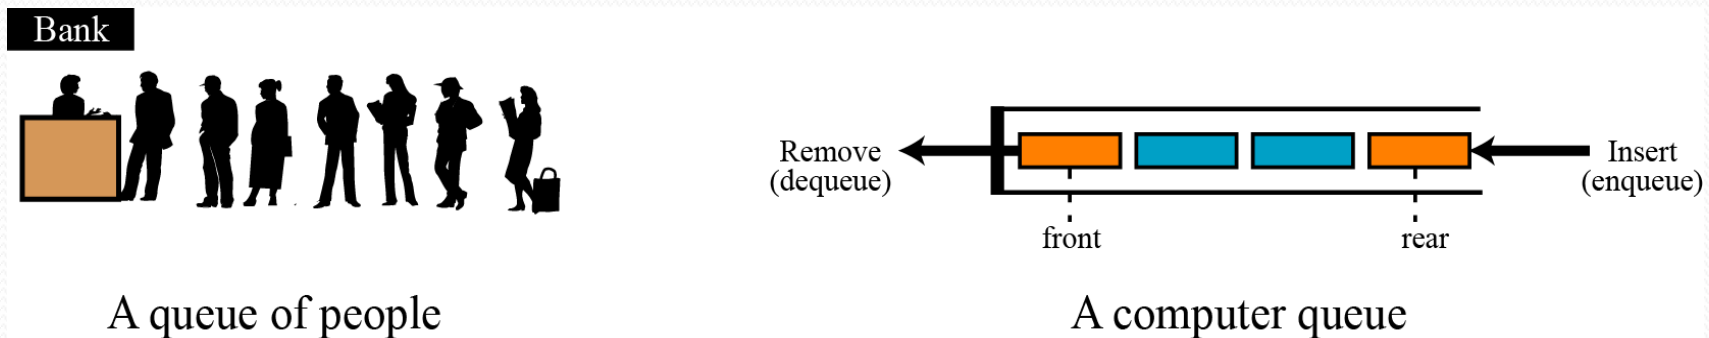 Bank
A queue of people
Remove
(dequeue)
front
rear
Insert
(enqueue)
A computer queue